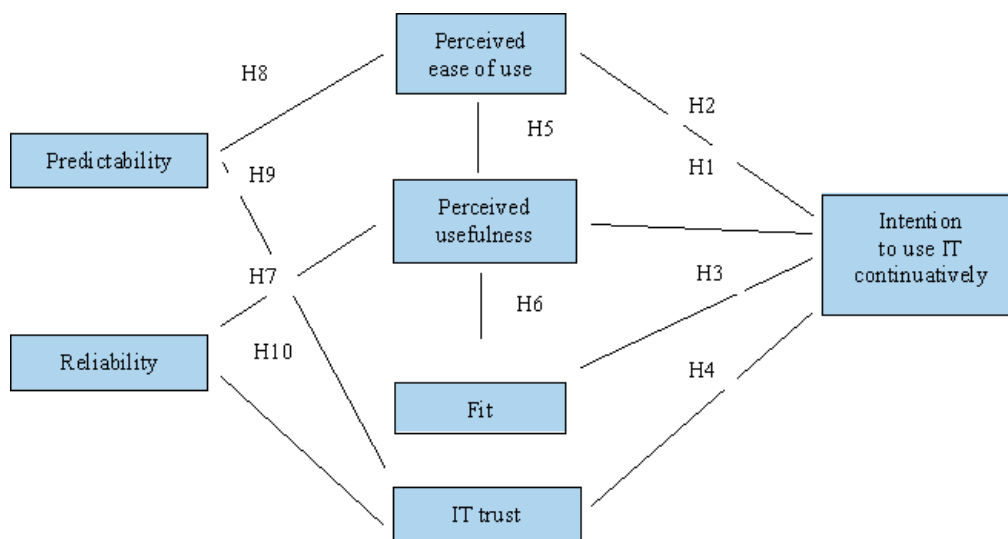 Perceived
ease of use
H8
H2
H5
Predictability
H9
H1
Perceived
usefulness
Intention
to use IT
continuatively
H7
H3
H6
Reliability
H10
H4
Fit
IT trust